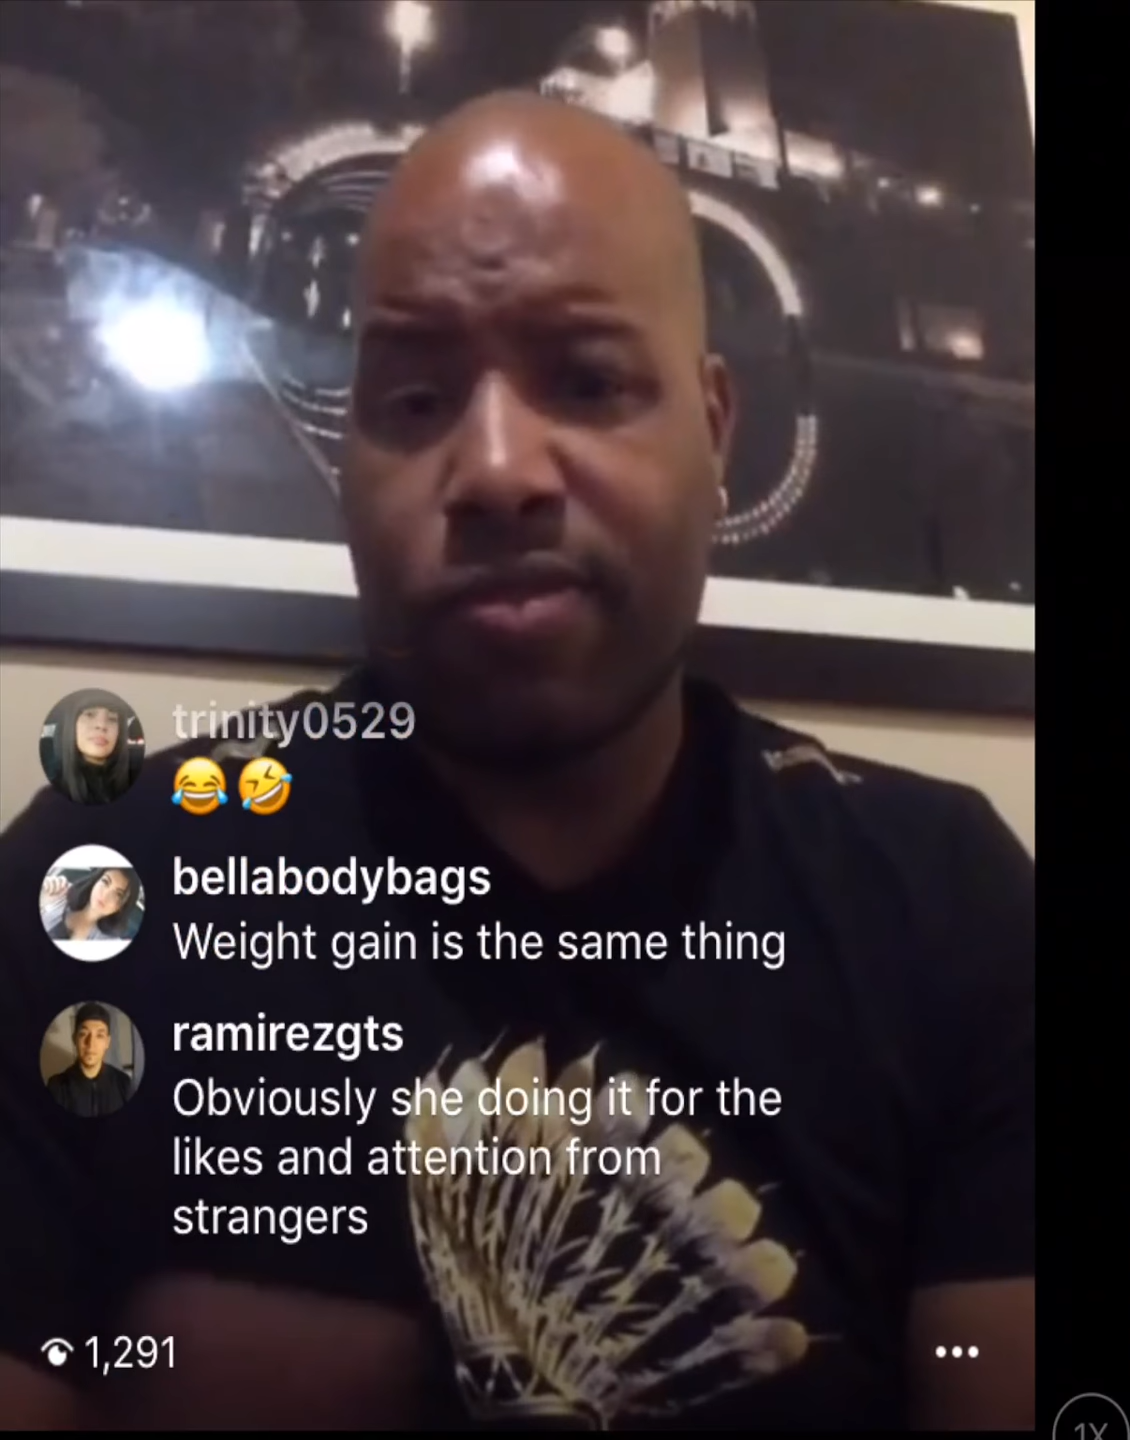 trinity0529
😂🤣
bellabodybags
Weight gain is the same thing
ramirezgts
Obviously she doing it for the
likes and attention from
strangers
1,291
1X